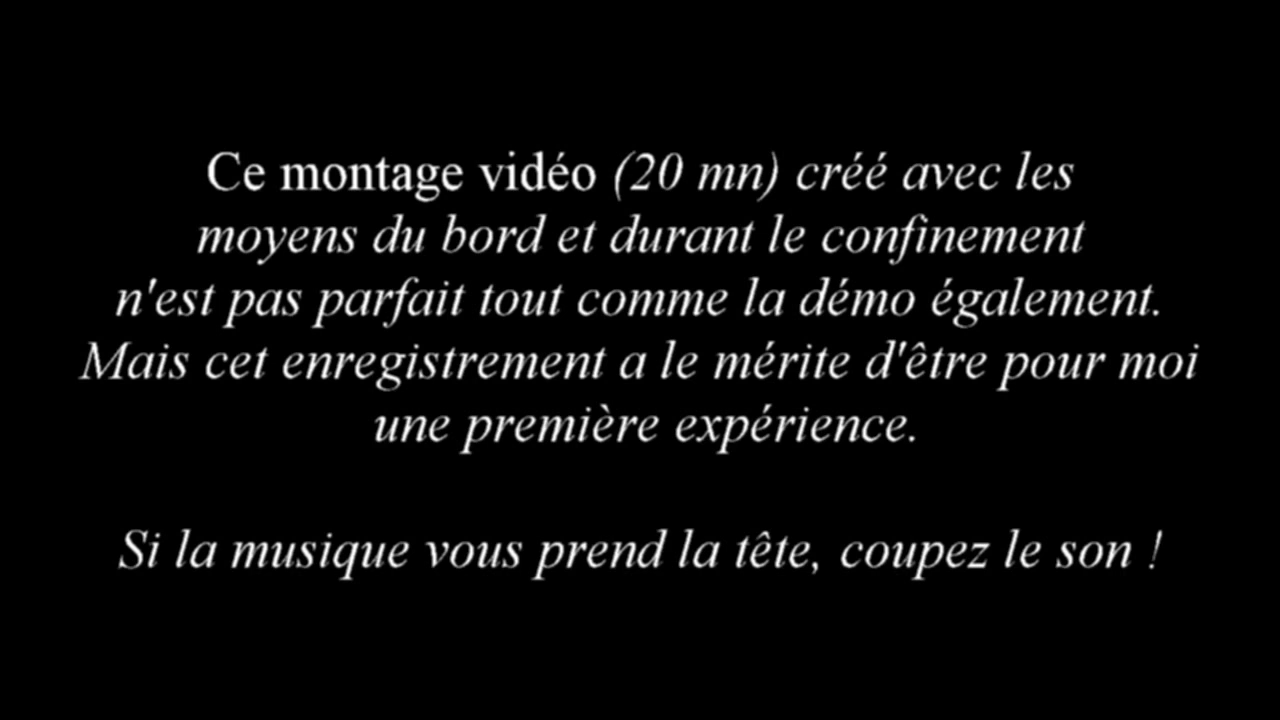 Ce montage vidéo (20 mn) créé avec les
moyens du bord et durant le confinement
n'est pas parfait tout comme la démo également.
Mais cet enregistrement a le mérite d'être pour moi
une première expérience.
Si la musique vous prend la tête, coupez le son !